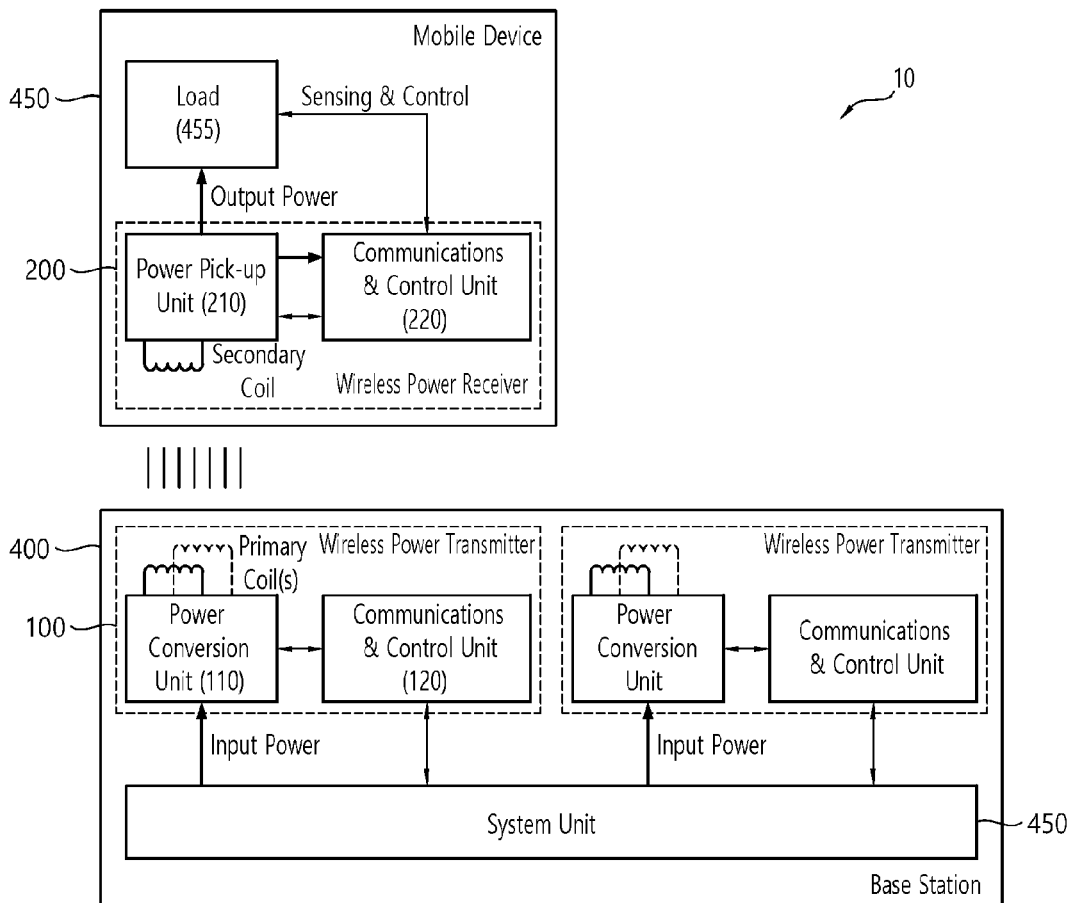 Mobile Device
10
450
Load
(455)
Sensing & Control
Output Power
200
Power Pick-up
Unit (210)
Communications
& Control Unit
(220)
Secondary
Coil
Wireless Power Receiver
400
Primary
Coil(s)
Wireless Power Transmitter
Wireless Power Transmitter
100
Power
Conversion
Unit (110)
Communications
& Control Unit
(120)
Power
Conversion
Unit
Communications
& Control Unit
Input Power
Input Power
System Unit
450
Base Station